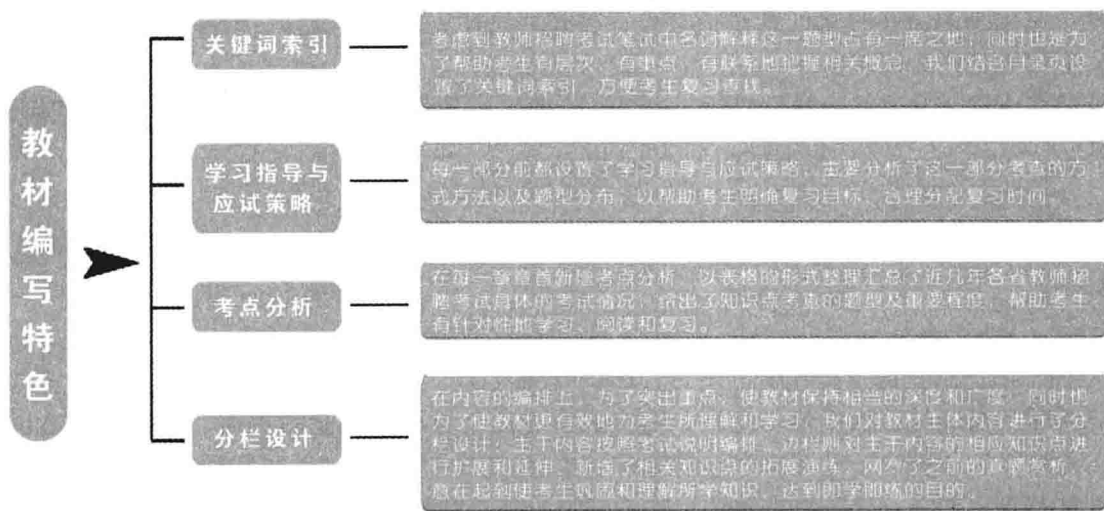 教材编写特色
关键词索引
考虑到教师招聘考试笔试中名词解释这一题型占有一席之地，同时也是为
了帮助考生有层次、有重点、有联系地把握相关概念，我们结合目录页设
置了关键词索引，方便考生复习查找。
学习指导与
应试策略
每一部分前都设置了学习指导与应试策略，主要分析了这一部分考查的方
式方法以及题型分布，以帮助考生明确复习目标，合理分配复习时间。
考点分析
在每一章章首新增考点分析，以表格的形式整理汇总了近几年各省教师招
聘考试具体的考试情况，给出了知识点考查的题型及重要程度，帮助考生
有针对性地学习、阅读和复习。
分栏设计
在内容的编排上，为了突出重点，使教材保持相当的深度和广度，同时也
为了使教材更有效地为考生所理解和学习，我们对教材主体内容进行了分
栏设计：主干内容按照考试说明编排，边栏则对主干内容的相应知识点进
行扩展和延伸，新增了相关知识点的拓展演练，网罗了之前的真题赏析，
意在起到使考生巩固和理解所学知识，达到即学即练的目的。